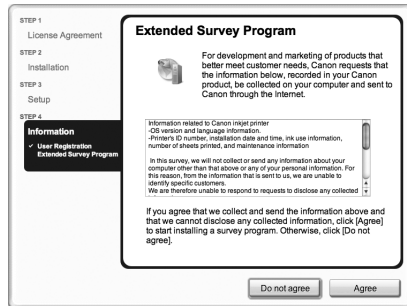 STEP 1
License Agreement
STEP 2
Installation
STEP 3
Setup
STEP 4
Information
✓ User Registration
Extended Survey Program
Extended Survey Program
For development and marketing of products that
better meet customer needs, Canon requests that
the information below, recorded in your Canon
product, be collected on your computer and sent to
Canon through the Internet.
Information related to Canon inkjet printer
-OS version and language information.
-Printer's ID number, installation date and time, ink use information,
number of sheets printed, and maintenance information
In this survey, we will not collect or send any information about your
computer other than that above or any of your personal information. For
this reason, from the information that is sent to us, we are unable to
identify specific customers.
We are therefore unable to respond to requests to disclose any collected
If you agree that we collect and send the information above and
that we cannot disclose any collected information, click [Agree]
to start installing a survey program. Otherwise, click [Do not
agree].
Do not agree
Agree